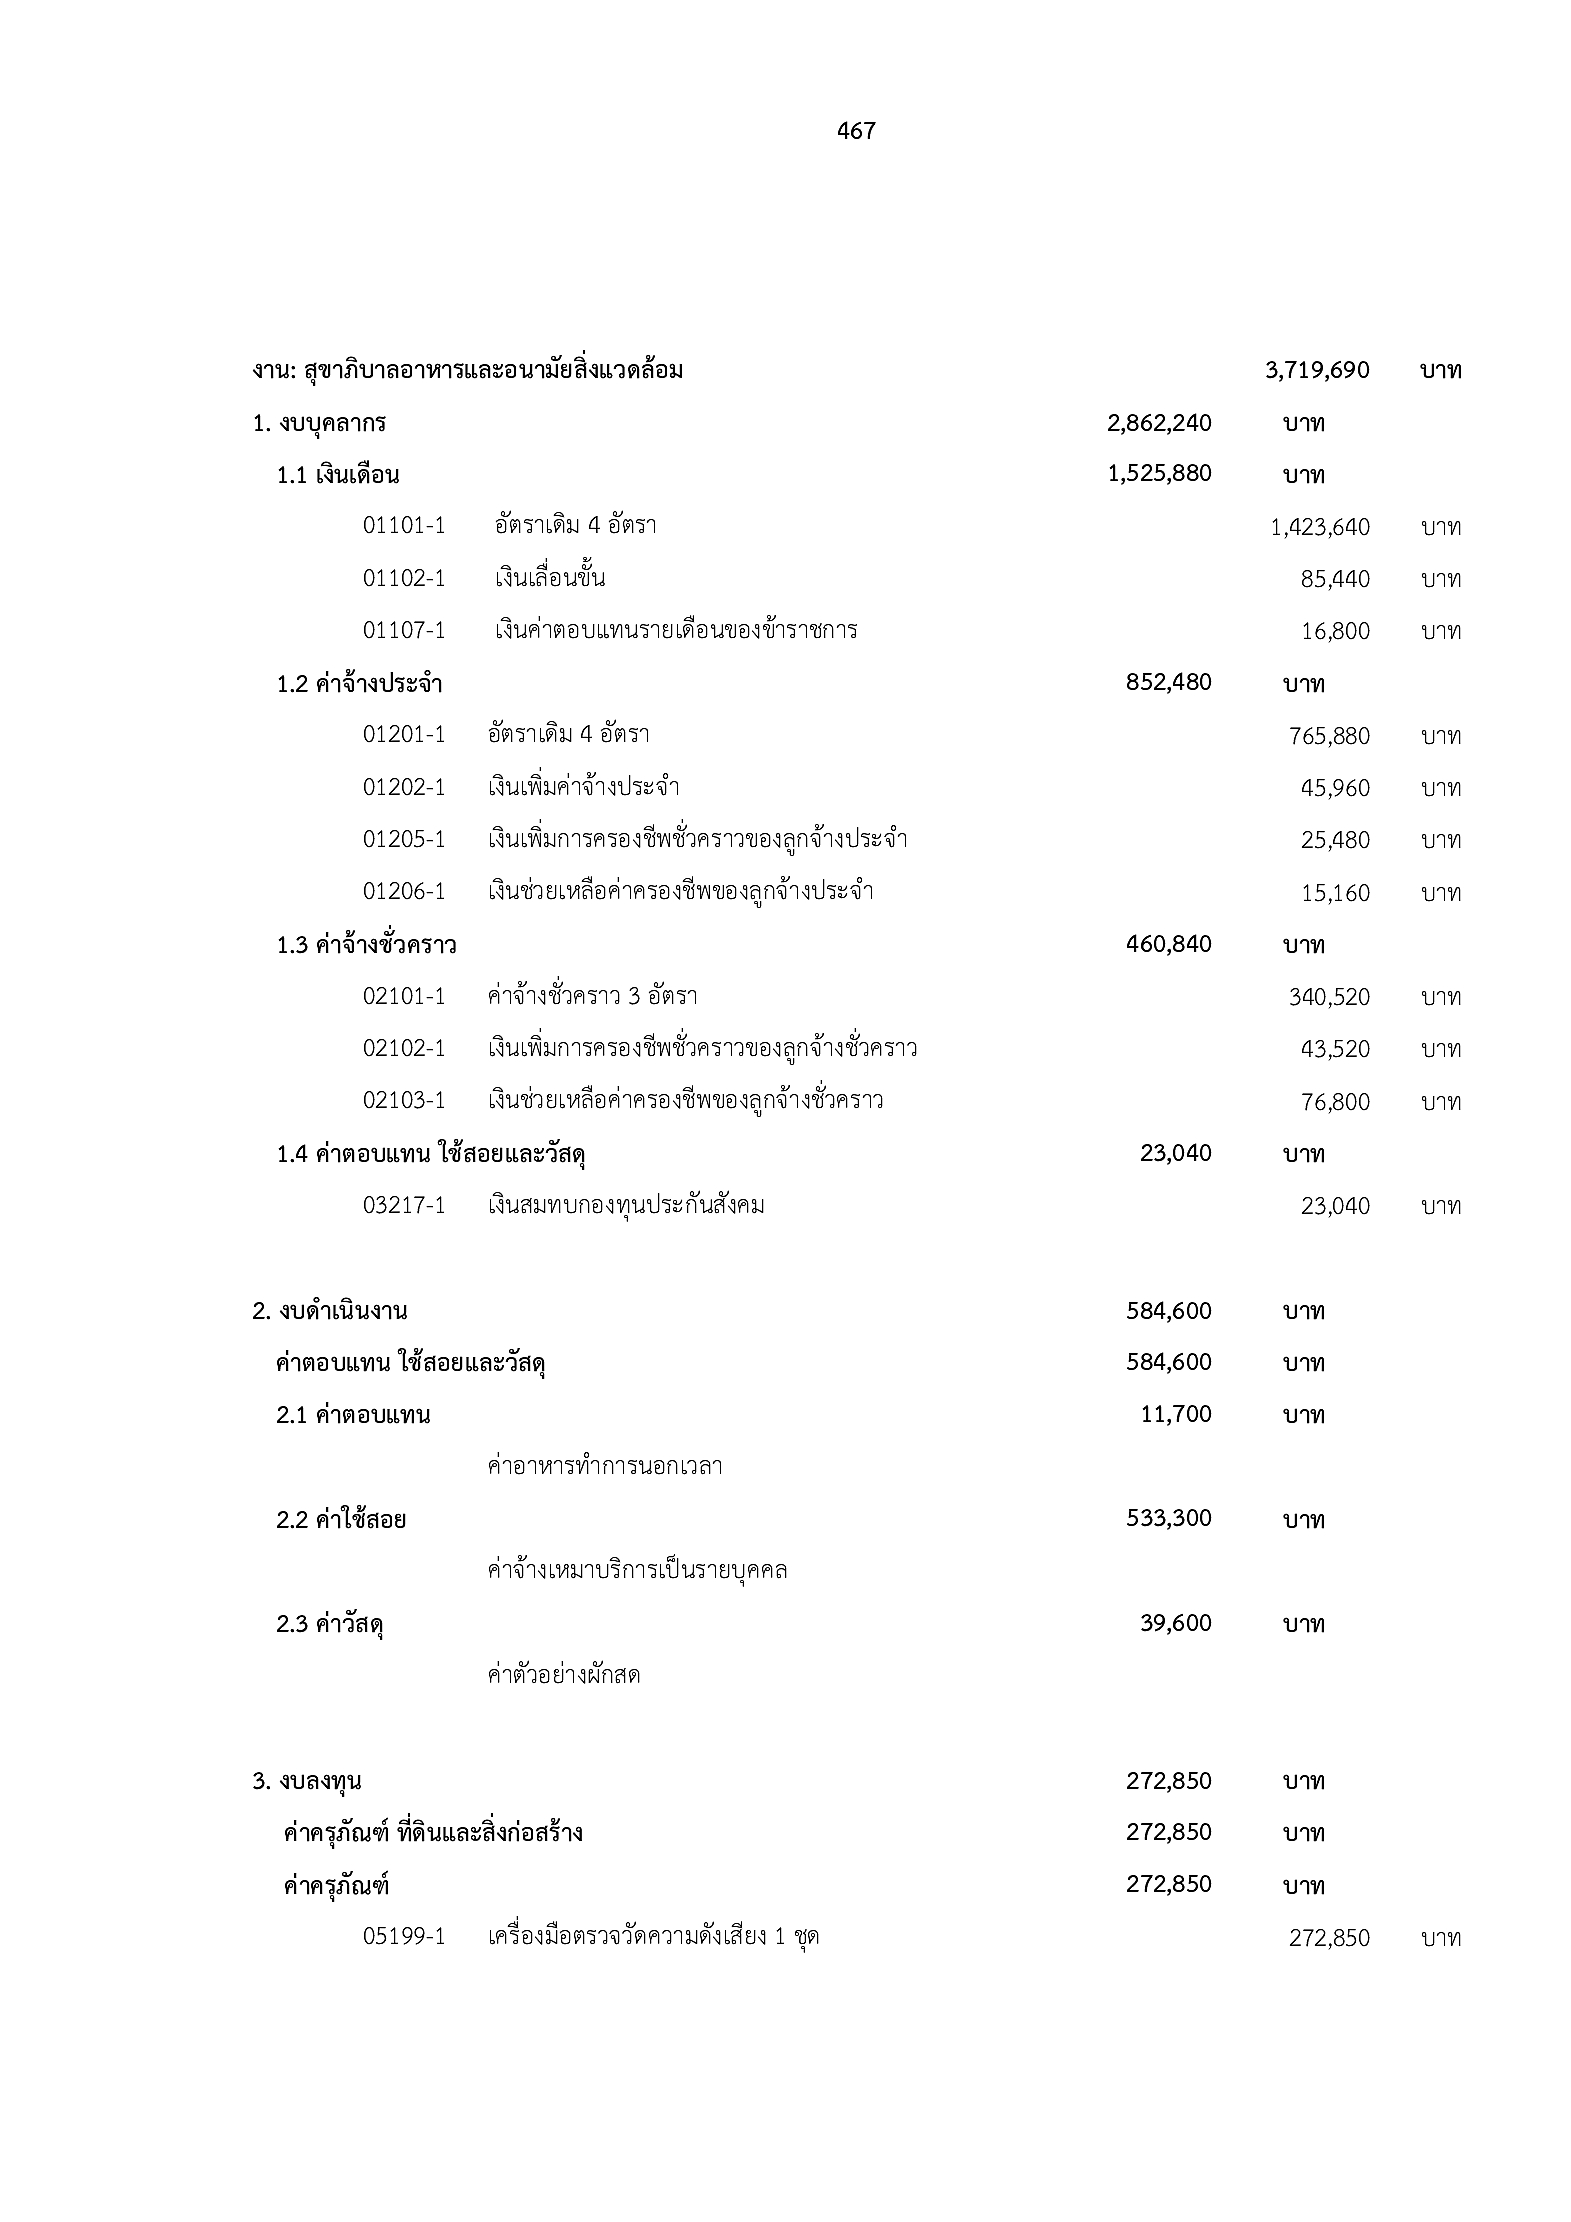 467
งาน: สุขาภิบาลอาหารและอนามัยสิ่งแวดล้อม 3,719,690 บาท
1. งบบุคลากร 2,862,240 บาท
1.1 เงินเดือน 1,525,880 บาท
01101-1 อัตราเดิม 4 อัตรา 1,423,640 บาท
01102-1 เงินเลื่อนขั้น 85,440 บาท
01107-1 เงินค่าตอบแทนรายเดือนของข้าราชการ 16,800 บาท
1.2 ค่าจ้างประจำ 852,480 บาท
01201-1 อัตราเดิม 4 อัตรา 765,880 บาท
01202-1 เงินเพิ่มค่าจ้างประจำ 45,960 บาท
01205-1 เงินเพิ่มการครองชีพชั่วคราวของลูกจ้างประจำ 25,480 บาท
01206-1 เงินช่วยเหลือค่าครองชีพของลูกจ้างประจำ 15,160 บาท
1.3 ค่าจ้างชั่วคราว 460,840 บาท
02101-1 ค่าจ้างชั่วคราว 3 อัตรา 340,520 บาท
02102-1 เงินเพิ่มการครองชีพชั่วคราวของลูกจ้างชั่วคราว 43,520 บาท
02103-1 เงินช่วยเหลือค่าครองชีพของลูกจ้างชั่วคราว 76,800 บาท
1.4 ค่าตอบแทน ใช้สอยและวัสดุ 23,040 บาท
03217-1 เงินสมทบกองทุนประกันสังคม 23,040 บาท
2. งบดำเนินงาน 584,600 บาท
ค่าตอบแทน ใช้สอยและวัสดุ 584,600 บาท
2.1 ค่าตอบแทน 11,700 บาท
ค่าอาหารทำการนอกเวลา
2.2 ค่าใช้สอย 533,300 บาท
ค่าจ้างเหมาบริการเป็นรายบุคคล
2.3 ค่าวัสดุ 39,600 บาท
ค่าตัวอย่างผักสด
3. งบลงทุน 272,850 บาท
ค่าครุภัณฑ์ ที่ดินและสิ่งก่อสร้าง 272,850 บาท
ค่าครุภัณฑ์ 272,850 บาท
05199-1 เครื่องมือตรวจวัดความดังเสียง 1 ชุด 272,850 บาท